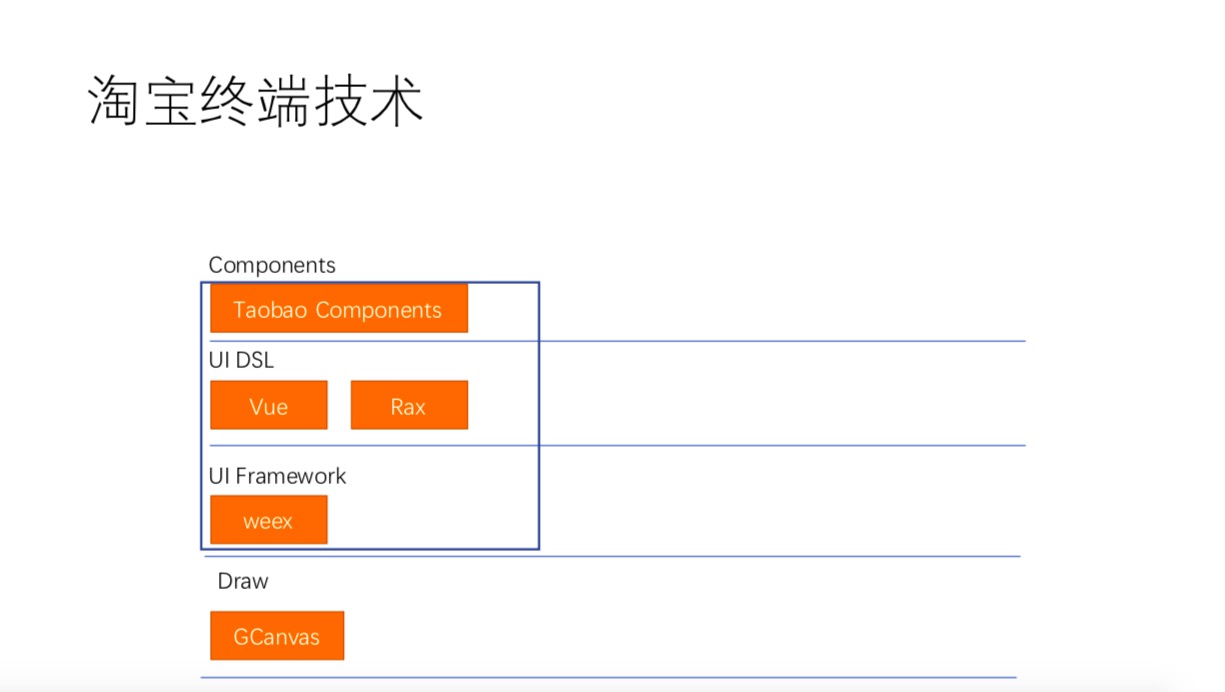 淘宝终端技术
Components
Taobao Components
UI DSL
Vue Rax
UI Framework
weex
Draw
GCanvas